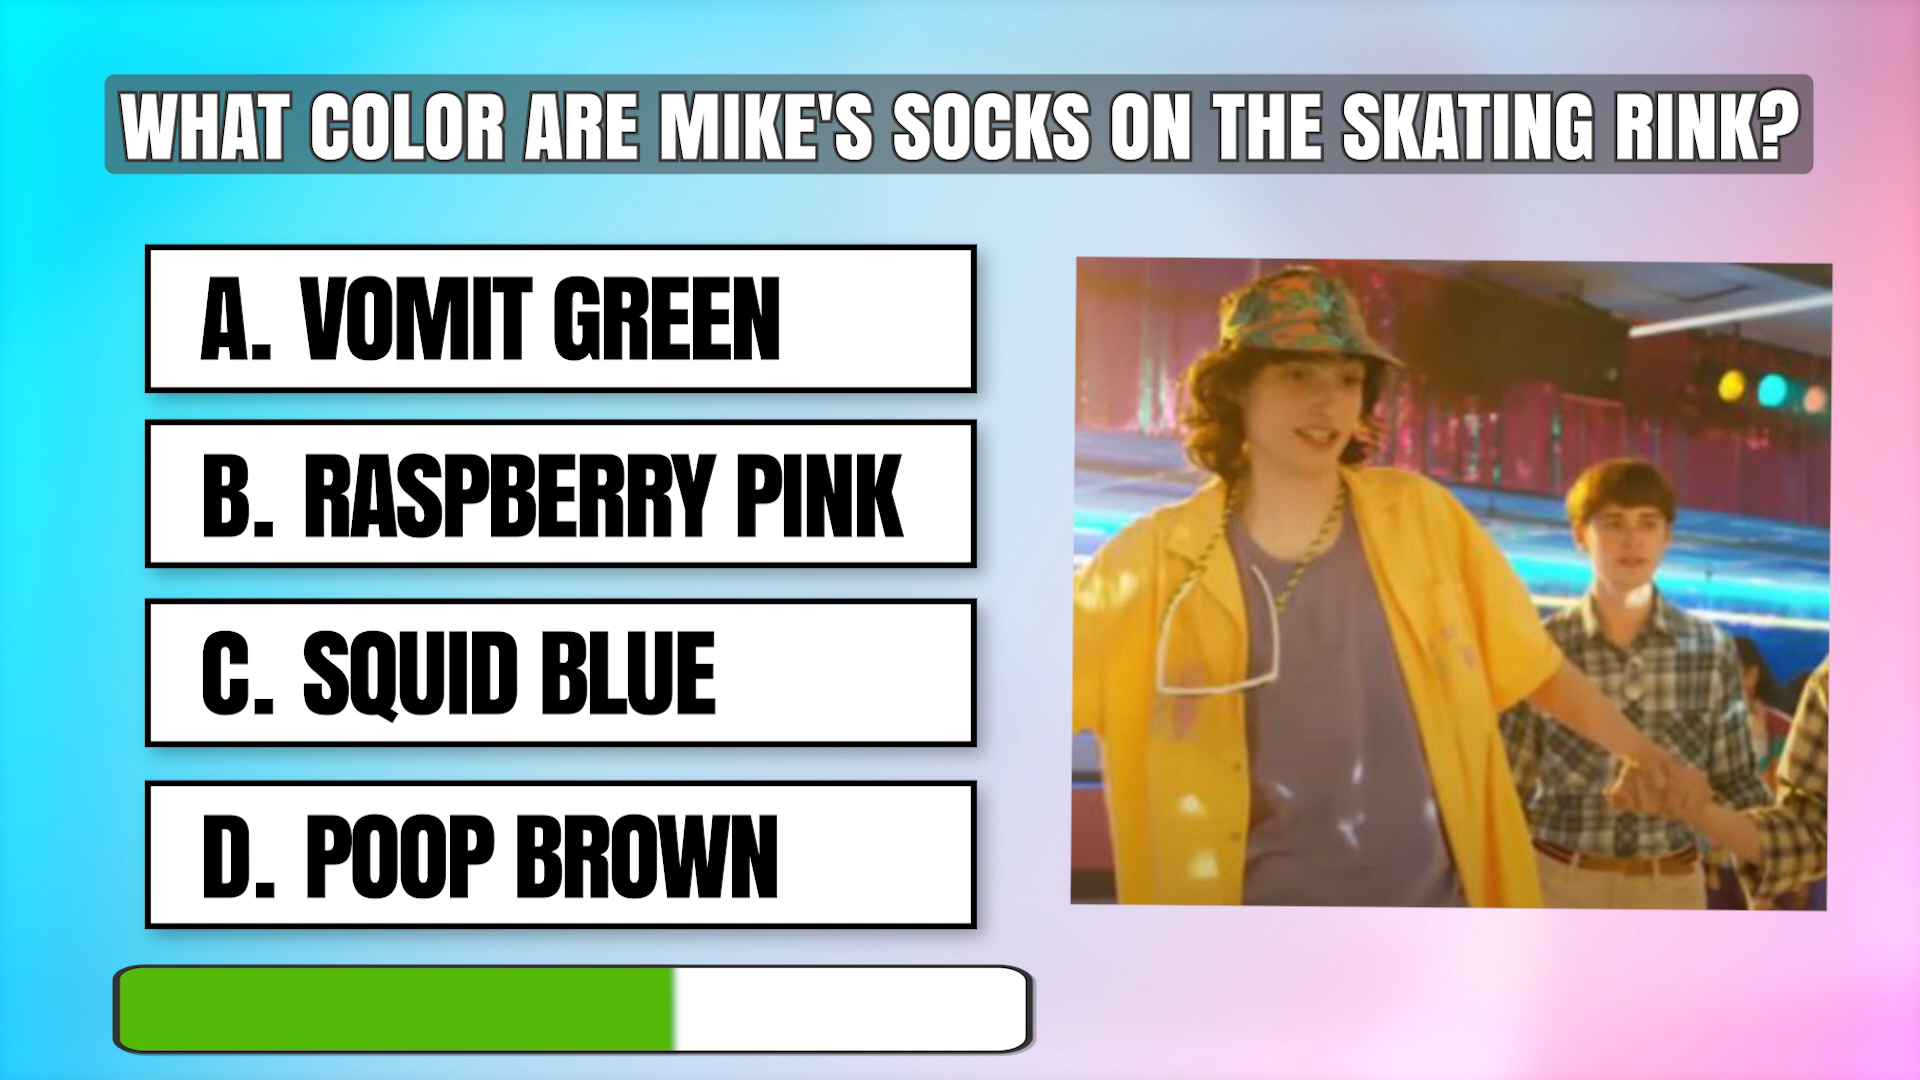 WHAT COLOR ARE MIKE'S SOCKS ON THE SKATING RINK?
A. VOMIT GREEN
B. RASPBERRY PINK
C. SQUID BLUE
D. POOP BROWN